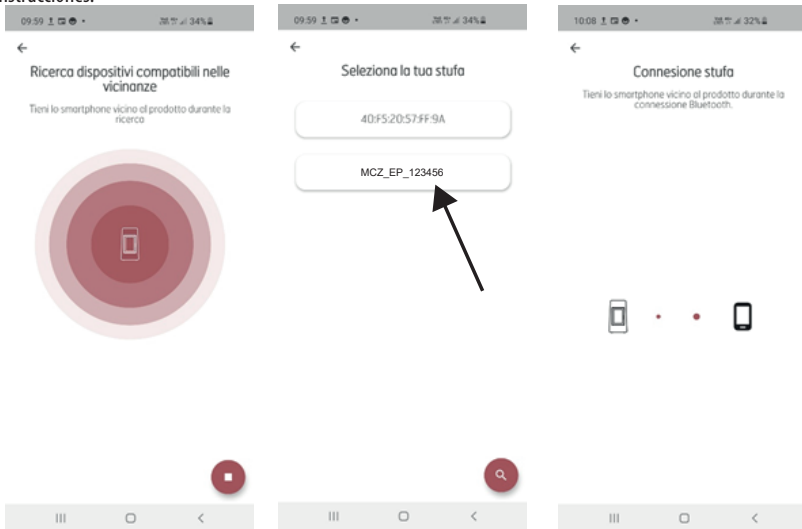 instrucciones:
09:59 34%
Ricerca dispositivi compatibili nelle
vicinanze
Tieni lo smartphone vicino al prodotto durante la
ricerca
09:59 34%
Seleziona la tua stufa
40:F5:20:57:FF:9A
MCZ_EP_123456
10:08 32%
Connesione stufa
Tieni lo smartphone vicino al prodotto durante la
connessione Bluetooth.